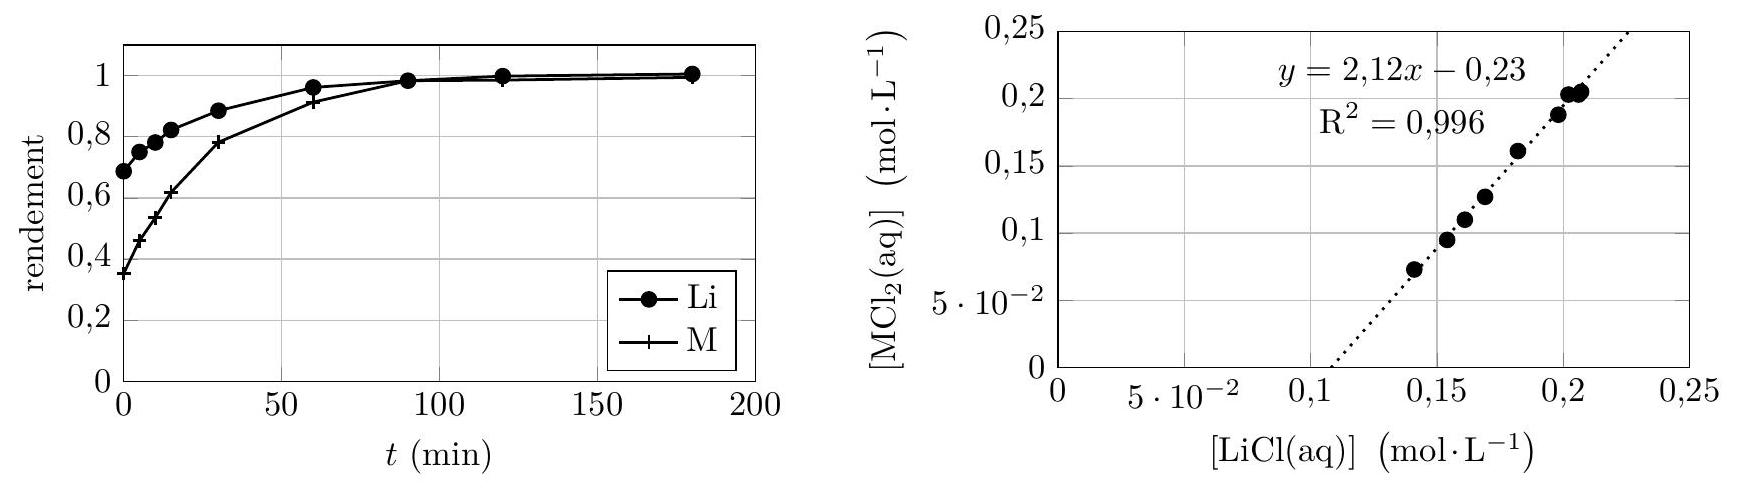 rendement
1
0,8
0,6
0,4
0,2
0
0 50 100 150 200
t (min)
Li
M
[MCl₂(aq)] (mol·L⁻¹)
0,25
0,2
0,15
0,1
5 · 10⁻²
0
y = 2,12x − 0,23
R² = 0,996
0 5 · 10⁻² 0,1 0,15 0,2 0,25
[LiCl(aq)] (mol·L⁻¹)